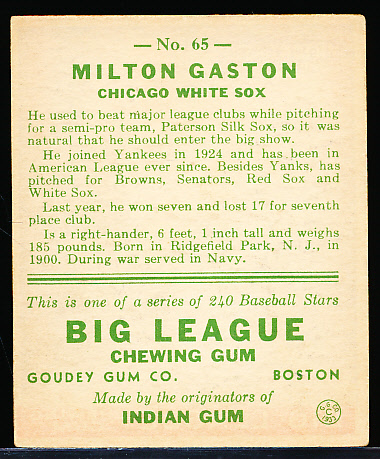 — No. 65 —
MILTON GASTON
CHICAGO WHITE SOX
He used to beat major league clubs while pitching
for a semi-pro team, Paterson Silk Sox, so it was
natural that he should enter the big show.
He joined Yankees in 1924 and has been in
American League ever since. Besides Yanks, has
pitched for Browns, Senators, Red Sox and
White Sox.
Last year, he won seven and lost 17 for seventh
place club.
Is a right-hander, 6 feet, 1 inch tall and weighs
185 pounds. Born in Ridgefield Park, N. J., in
1900. During war served in Navy.
This is one of a series of 240 Baseball Stars
BIG LEAGUE
CHEWING GUM
GOUDEY GUM CO. BOSTON
Made by the originators of
INDIAN GUM
G.G.CO.
C
1933